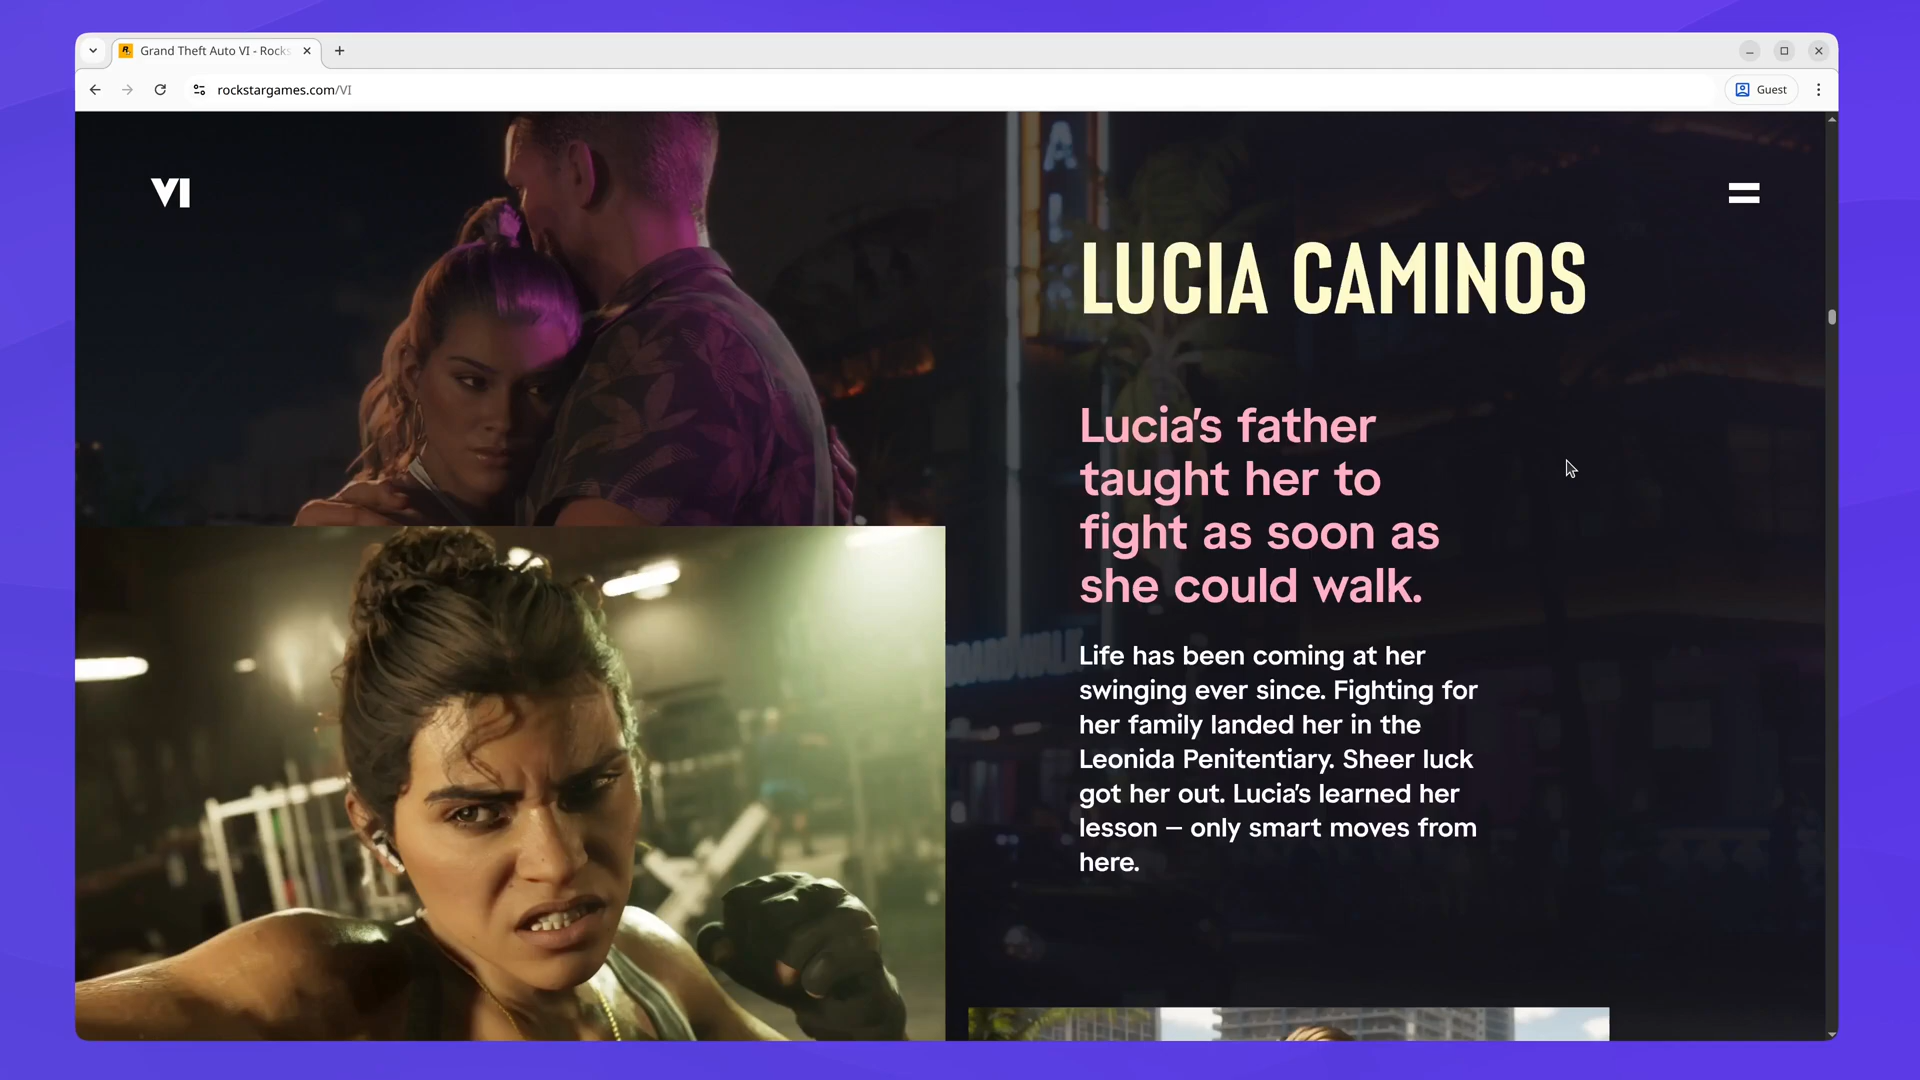 Grand Theft Auto VI - Rocks
rockstargames.com/VI
Guest
VI
LUCIA CAMINOS
Lucia's father
taught her to
fight as soon as
she could walk.
Life has been coming at her
swinging ever since. Fighting for
her family landed her in the
Leonida Penitentiary. Sheer luck
got her out. Lucia's learned her
lesson – only smart moves from
here.